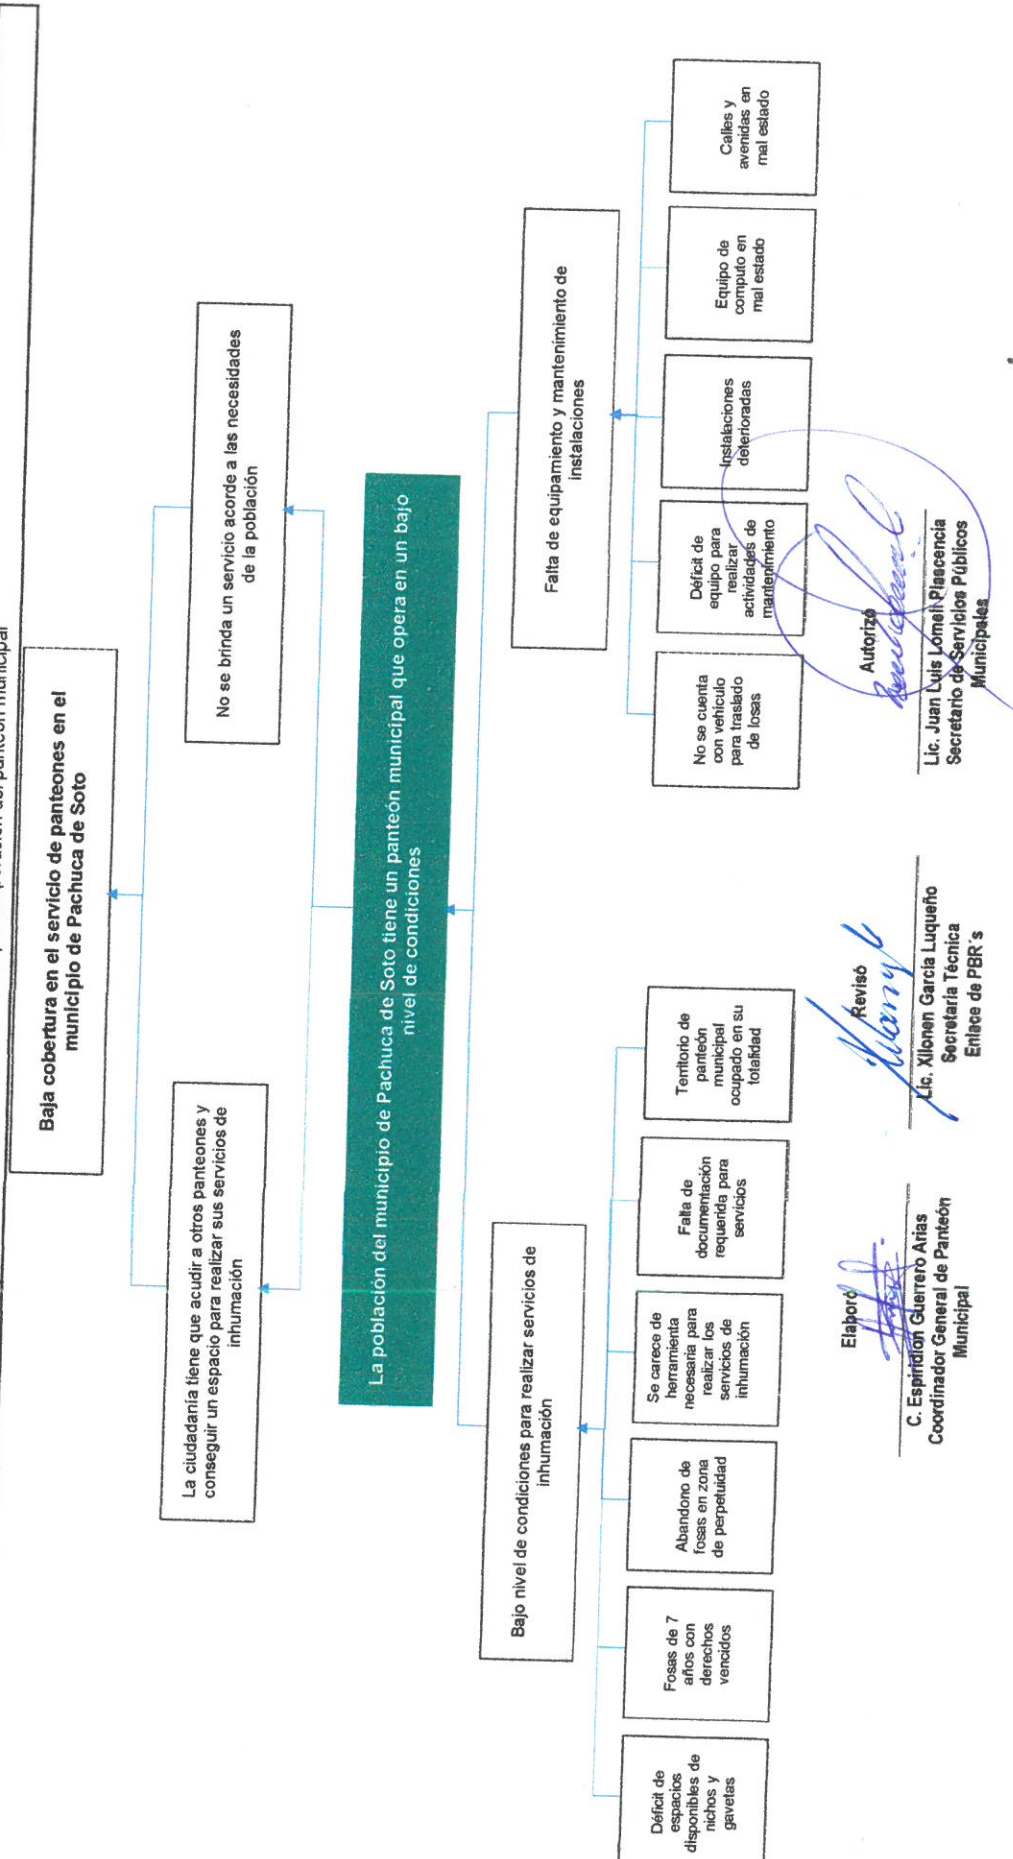 peración del panteón municipal
Baja cobertura en el servicio de panteones en el
municipio de Pachuca de Soto
La ciudadanía tiene que acudir a otros panteones y
conseguir un espacio para realizar sus servicios de
inhumación
No se brinda un servicio acorde a las necesidades
de la población
La población del municipio de Pachuca de Soto tiene un panteón municipal que opera en un bajo
nivel de condiciones
Bajo nivel de condiciones para realizar servicios de
inhumación
Falta de equipamiento y mantenimiento de
instalaciones
Déficit de
espacios
disponibles de
nichos y
gavetas
Fosas de 7
años con
derechos
vencidos
Abandono de
fosas en zona
de perpetuidad
Se carece de
herramienta
necesaria para
realizar los
servicios de
inhumación
Falta de
documentación
requerida para
servicios
Territorio de
panteón
municipal
ocupado en su
totalidad
No se cuenta
con vehículo
para traslado
de losas
Déficit de
equipo para
realizar
actividades de
mantenimiento
Instalaciones
deterioradas
Equipo de
computo en
mal estado
Calles y
avenidas en
mal estado
Elaboró
C. Espiridion Guerrero Arias
Coordinador General de Panteón
Municipal
Revisó
Lic. Xilonen García Luqueño
Secretaria Técnica
Enlace de PBR´s
Autorizó
Lic. Juan Luis Lomelí Plascencia
Secretario de Servicios Públicos
Municipales